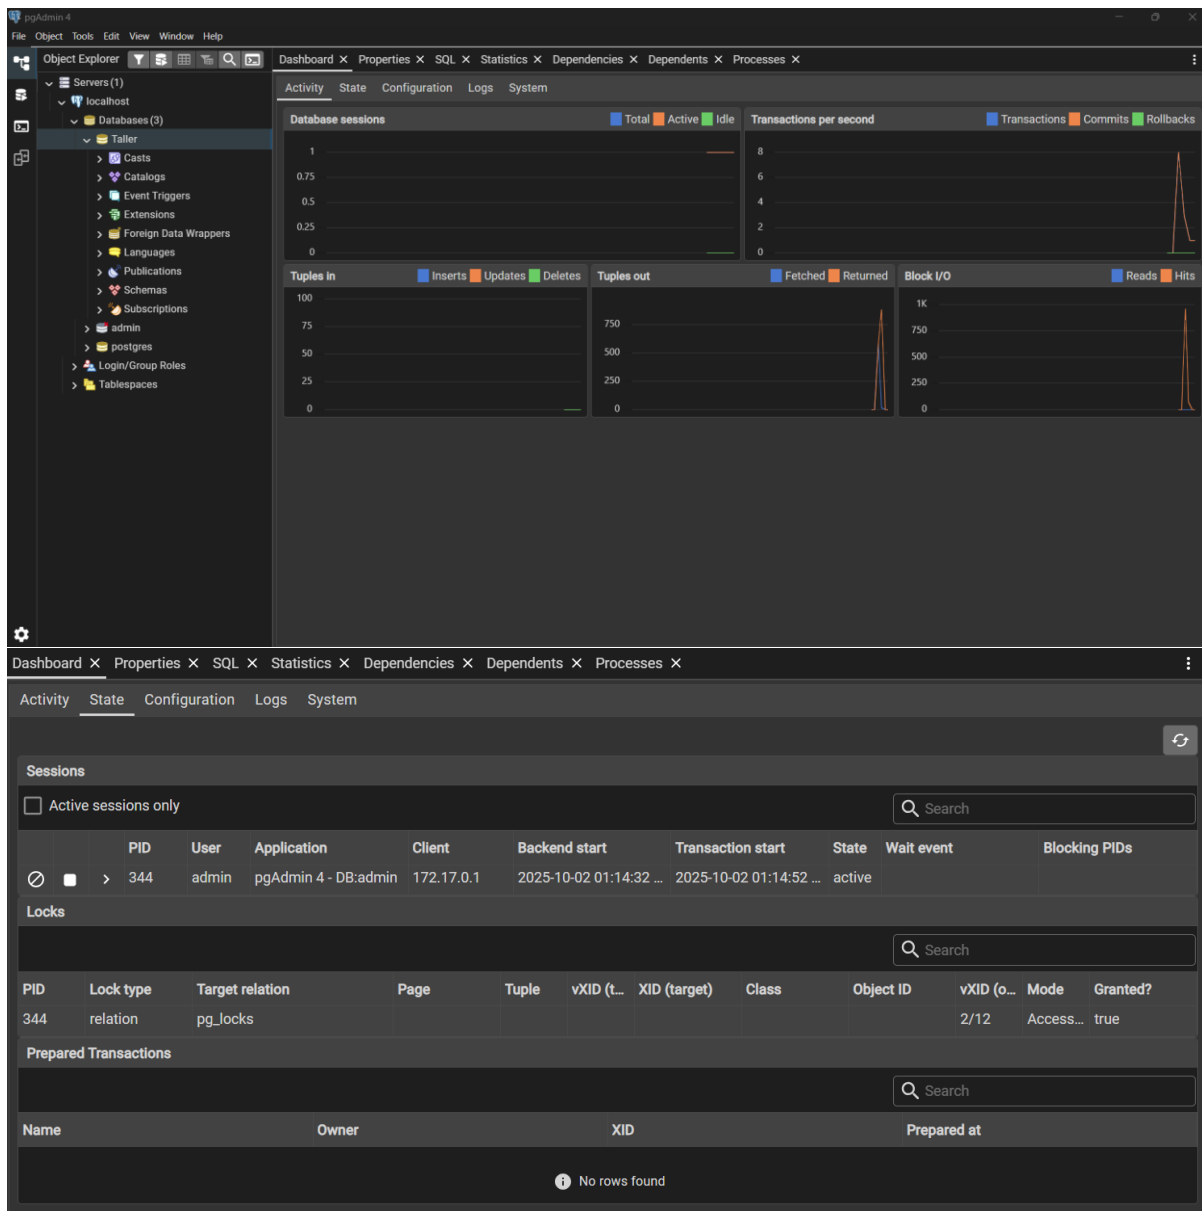 pgAdmin 4
File Object Tools Edit View Window Help
Object Explorer
Dashboard Properties SQL Statistics Dependencies Dependents Processes
Servers (1)
localhost
Databases (3)
Taller
Casts
Catalogs
Event Triggers
Extensions
Foreign Data Wrappers
Languages
Publications
Schemas
Subscriptions
admin
postgres
Login/Group Roles
Tablespaces
Activity State Configuration Logs System
Database sessions Total Active Idle
1
0.75
0.5
0.25
0
Transactions per second Transactions Commits Rollbacks
8
6
4
2
0
Tuples in Inserts Updates Deletes
100
75
50
25
0
Tuples out Fetched Returned
750
500
250
0
Block I/O Reads Hits
1K
750
500
250
0
Dashboard Properties SQL Statistics Dependencies Dependents Processes
Activity State Configuration Logs System
Sessions
Active sessions only Search
PID User Application Client Backend start Transaction start State Wait event Blocking PIDs
344 admin pgAdmin 4 - DB:admin 172.17.0.1 2025-10-02 01:14:32 ... 2025-10-02 01:14:52 ... active
Locks
Search
PID Lock type Target relation Page Tuple vXID (t... XID (target) Class Object ID vXID (o... Mode Granted?
344 relation pg_locks 2/12 Access... true
Prepared Transactions
Search
Name Owner XID Prepared at
No rows found